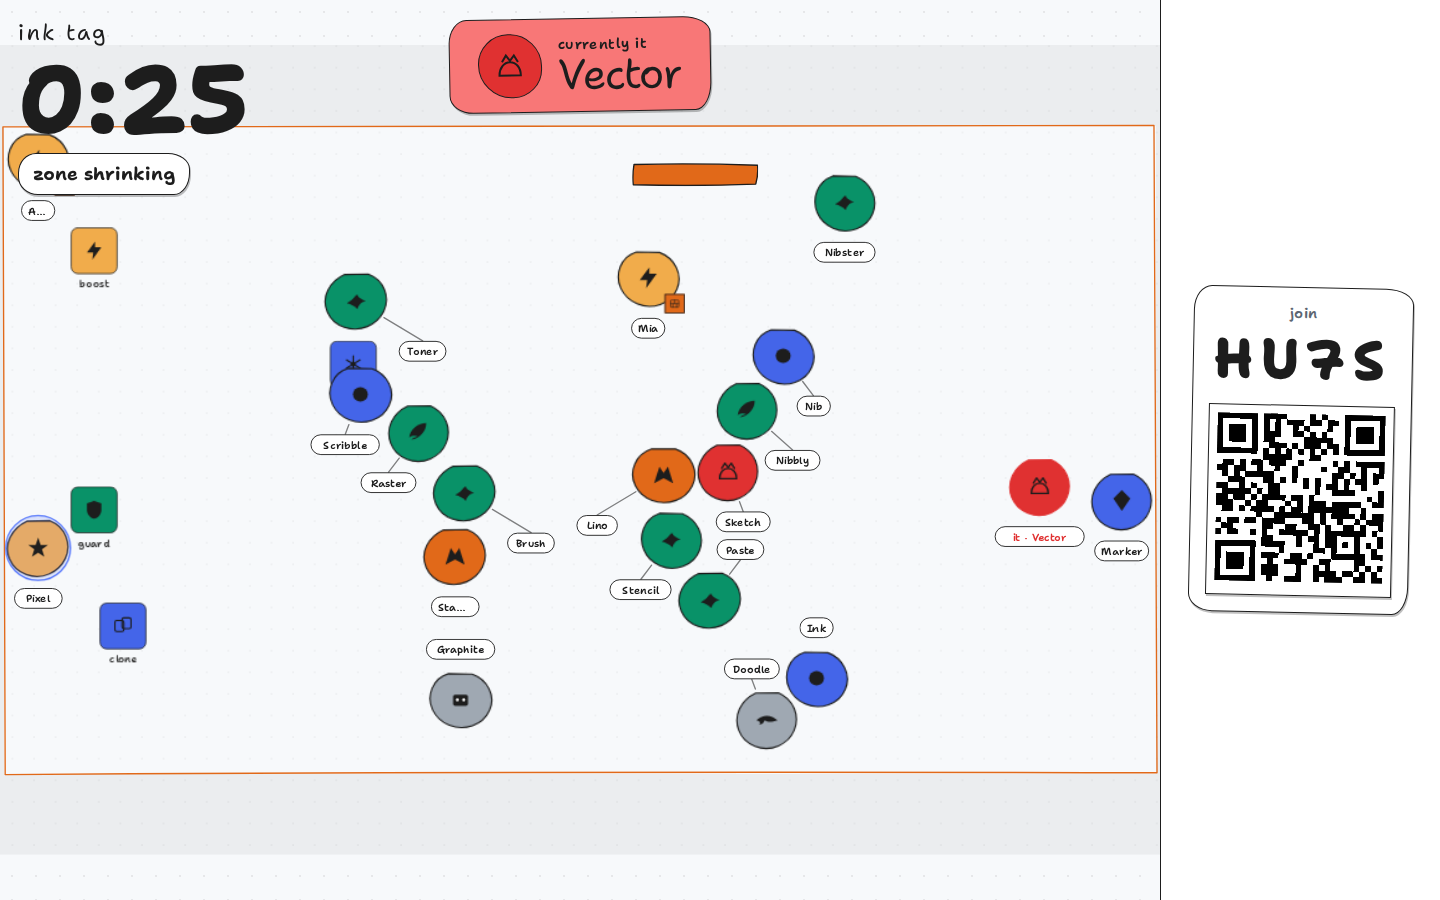 ink tag
0:25
currently it
Vector
zone shrinking
A...
boost
Nibster
Mia
Toner
join
HU7S
Nib
Scribble
Raster
Nibbly
Lino
Sketch
guard
Brush
it - Vector
Paste
Marker
Pixel
Stencil
Sta...
Ink
clone
Graphite
Doodle